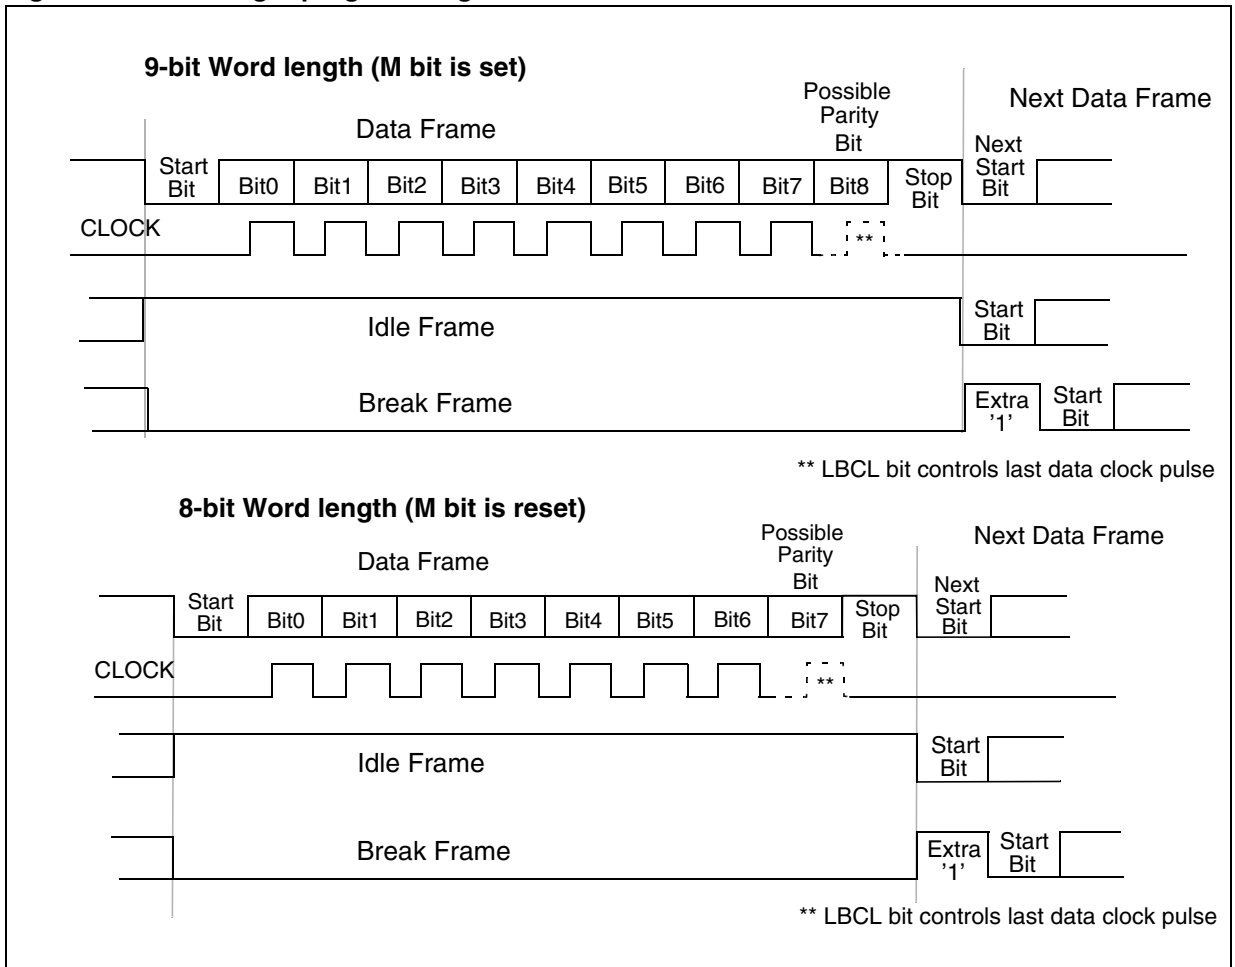 9-bit Word length (M bit is set)
Possible
Parity
Bit
Next Data Frame
Data Frame
Next
Start
Bit
Start
Bit
Bit0
Bit1
Bit2
Bit3
Bit4
Bit5
Bit6
Bit7
Bit8
Stop
Bit
CLOCK
**
Idle Frame
Start
Bit
Break Frame
Extra
'1'
Start
Bit
** LBCL bit controls last data clock pulse
8-bit Word length (M bit is reset)
Possible
Parity
Bit
Next Data Frame
Data Frame
Next
Start
Bit
Start
Bit
Bit0
Bit1
Bit2
Bit3
Bit4
Bit5
Bit6
Bit7
Stop
Bit
CLOCK
**
Idle Frame
Start
Bit
Break Frame
Extra
'1'
Start
Bit
** LBCL bit controls last data clock pulse